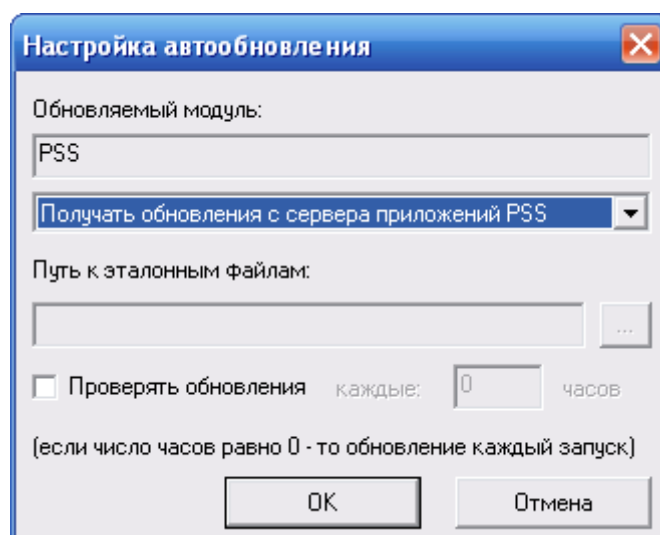 Настройка автообновления
Обновляемый модуль:
PSS
Получать обновления с сервера приложений PSS
Путь к эталонным файлам:
...
Проверять обновления каждые: 0 часов
(если число часов равно 0 - то обновление каждый запуск)
OK Отмена